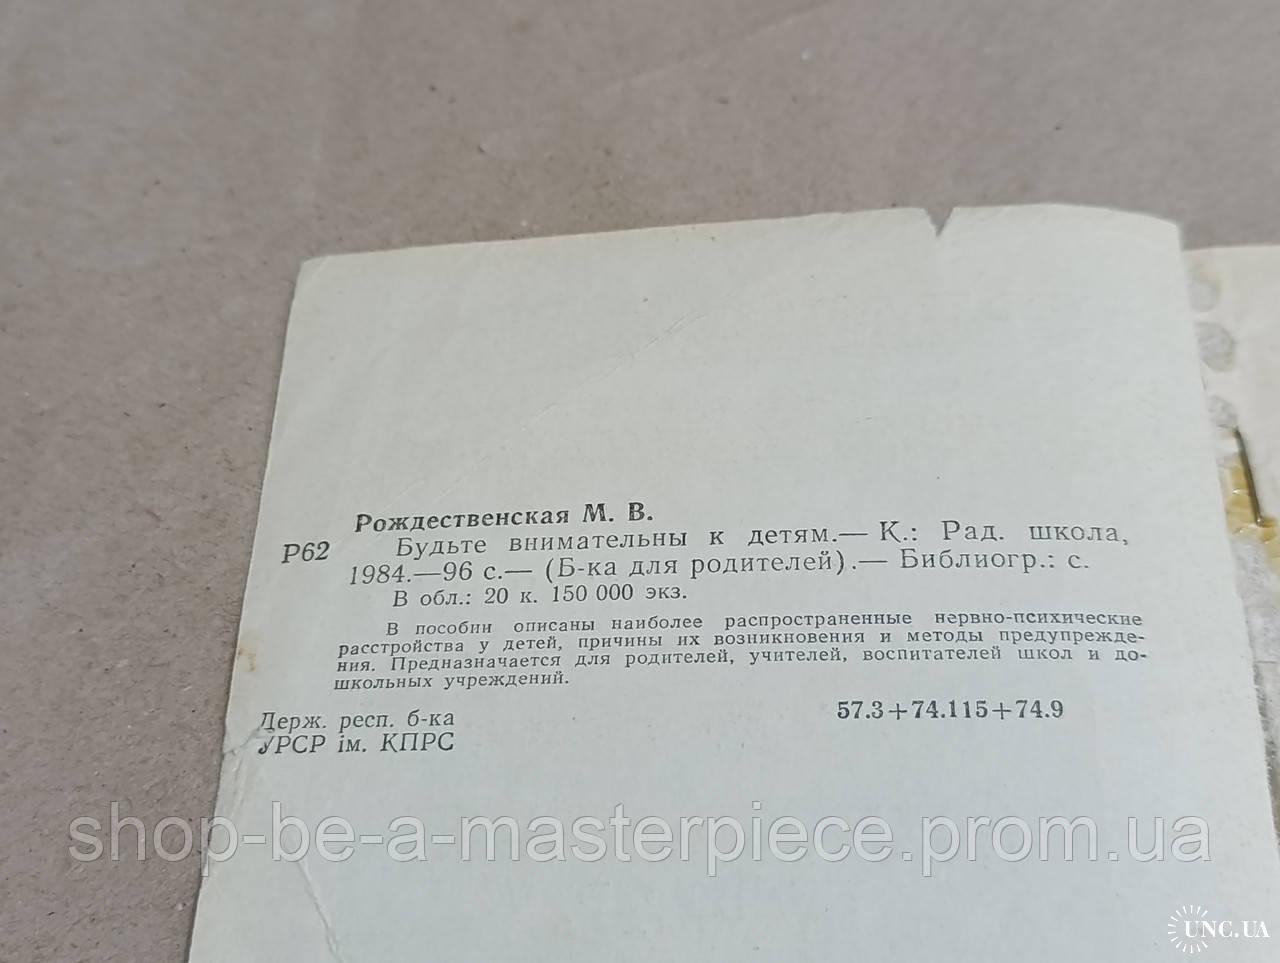 Рождественская М. В.
Р62
Будьте внимательны к детям.— К.: Рад. школа,
1984.—96 с.— (Б-ка для родителей).— Библиогр.: с.
В обл.: 20 к. 150 000 экз.
В пособии описаны наиболее распространенные нервно-психические
расстройства у детей, причины их возникновения и методы предупрежде-
ния. Предназначается для родителей, учителей, воспитателей школ и до-
школьных учреждений.
57.3+74.115+74.9
Держ. респ. б-ка
УРСР ім. КПРС
shop-be-a-masterpiece.prom.ua
UNC.UA